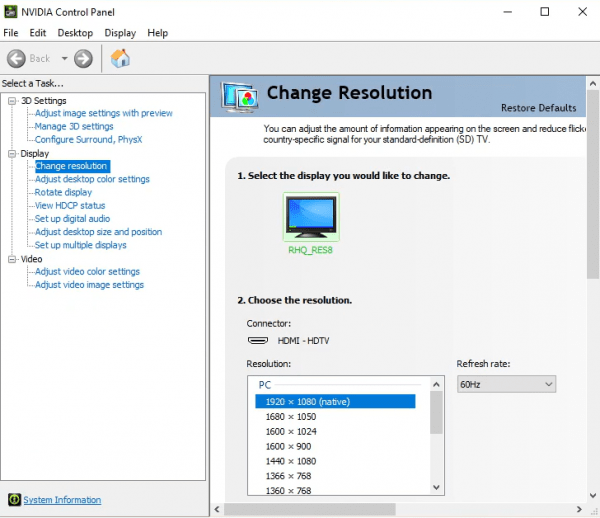 NVIDIA Control Panel
File Edit Desktop Display Help
Back
Select a Task...
3D Settings
Adjust image settings with preview
Manage 3D settings
Configure Surround, PhysX
Display
Change resolution
Adjust desktop color settings
Rotate display
View HDCP status
Set up digital audio
Adjust desktop size and position
Set up multiple displays
Video
Adjust video color settings
Adjust video image settings
System Information
Change Resolution
Restore Defaults
You can adjust the amount of information appearing on the screen and reduce flick
country-specific signal for your standard-definition (SD) TV.
1. Select the display you would like to change.
RHQ_RES8
2. Choose the resolution.
Connector:
HDMI - HDTV
Resolution:
Refresh rate:
PC
60Hz
1920 × 1080 (native)
1680 × 1050
1600 × 1024
1600 × 900
1440 × 1080
1366 × 768
1360 × 768